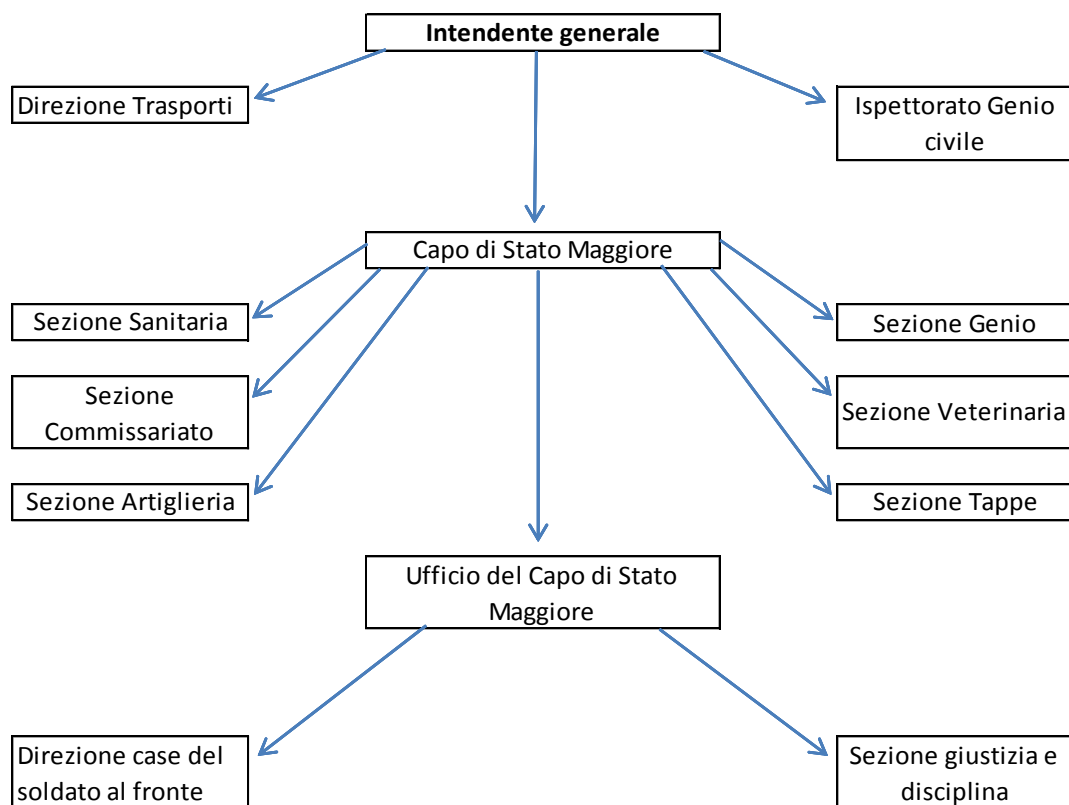 Intendente generale
Direzione Trasporti
Ispettorato Genio
civile
Capo di Stato Maggiore
Sezione Sanitaria
Sezione Genio
Sezione
Commissariato
Sezione Veterinaria
Sezione Artiglieria
Sezione Tappe
Ufficio del Capo di Stato
Maggiore
Direzione case del
soldato al fronte
Sezione giustizia e
disciplina